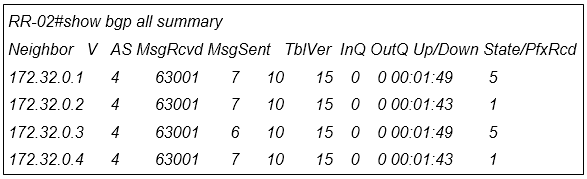 RR-02#show bgp all summary
Neighbor V AS MsgRcvd MsgSent TblVer InQ OutQ Up/Down State/PfxRcd
172.32.0.1 4 63001 7 10 15 0 0 00:01:49 5
172.32.0.2 4 63001 7 10 15 0 0 00:01:43 1
172.32.0.3 4 63001 6 10 15 0 0 00:01:49 5
172.32.0.4 4 63001 7 10 15 0 0 00:01:43 1